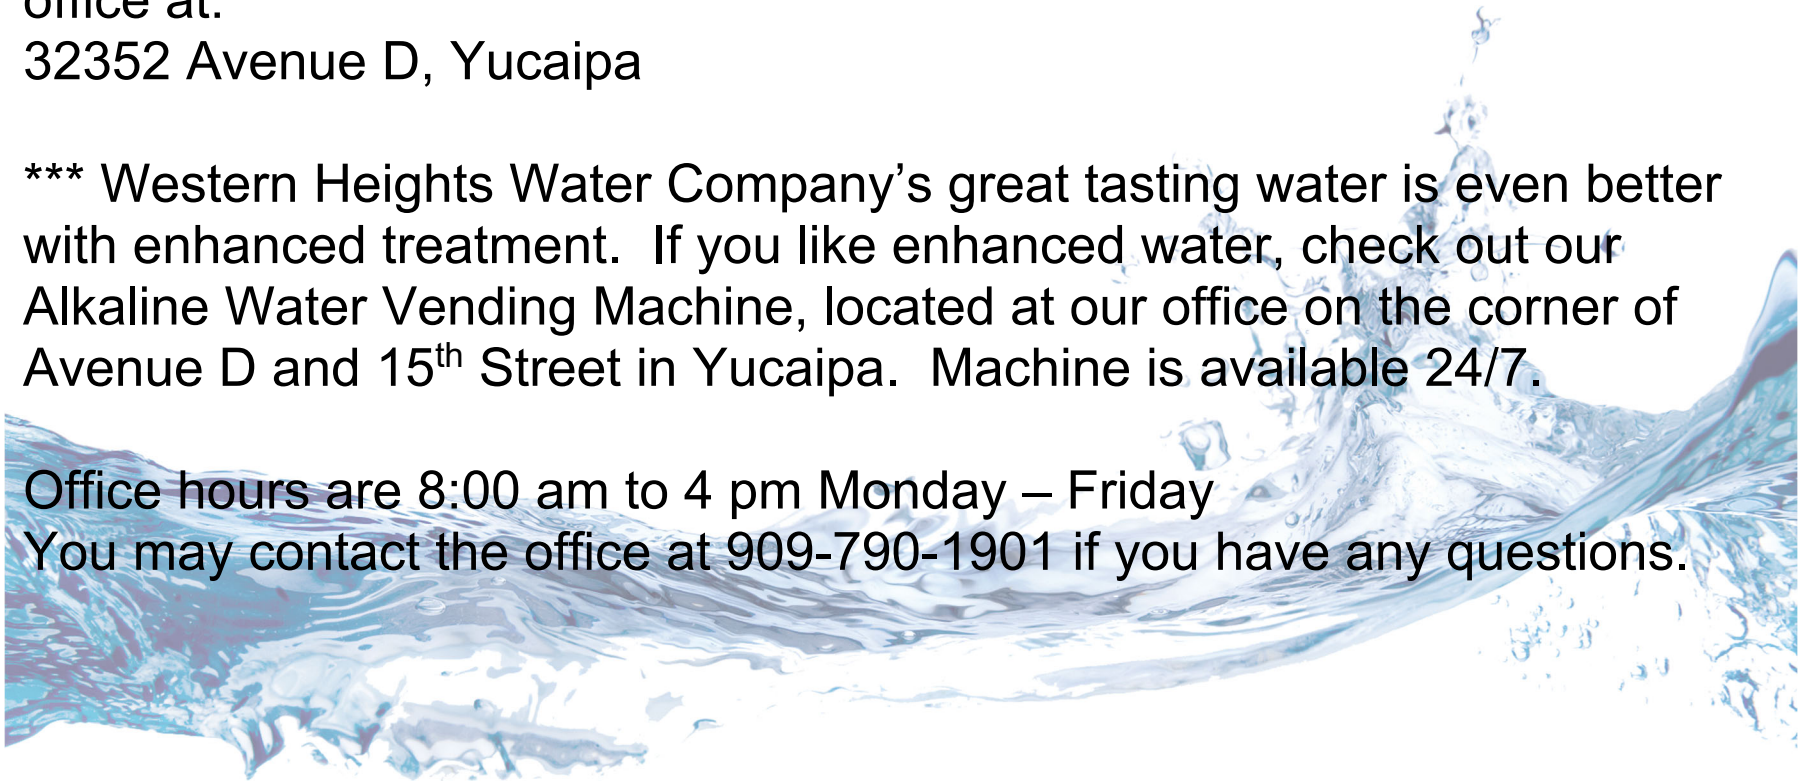 office at:
32352 Avenue D, Yucaipa
*** Western Heights Water Company’s great tasting water is even better
with enhanced treatment.  If you like enhanced water, check out our
Alkaline Water Vending Machine, located at our office on the corner of
Avenue D and 15th Street in Yucaipa.  Machine is available 24/7.
Office hours are 8:00 am to 4 pm Monday – Friday
You may contact the office at 909-790-1901 if you have any questions.